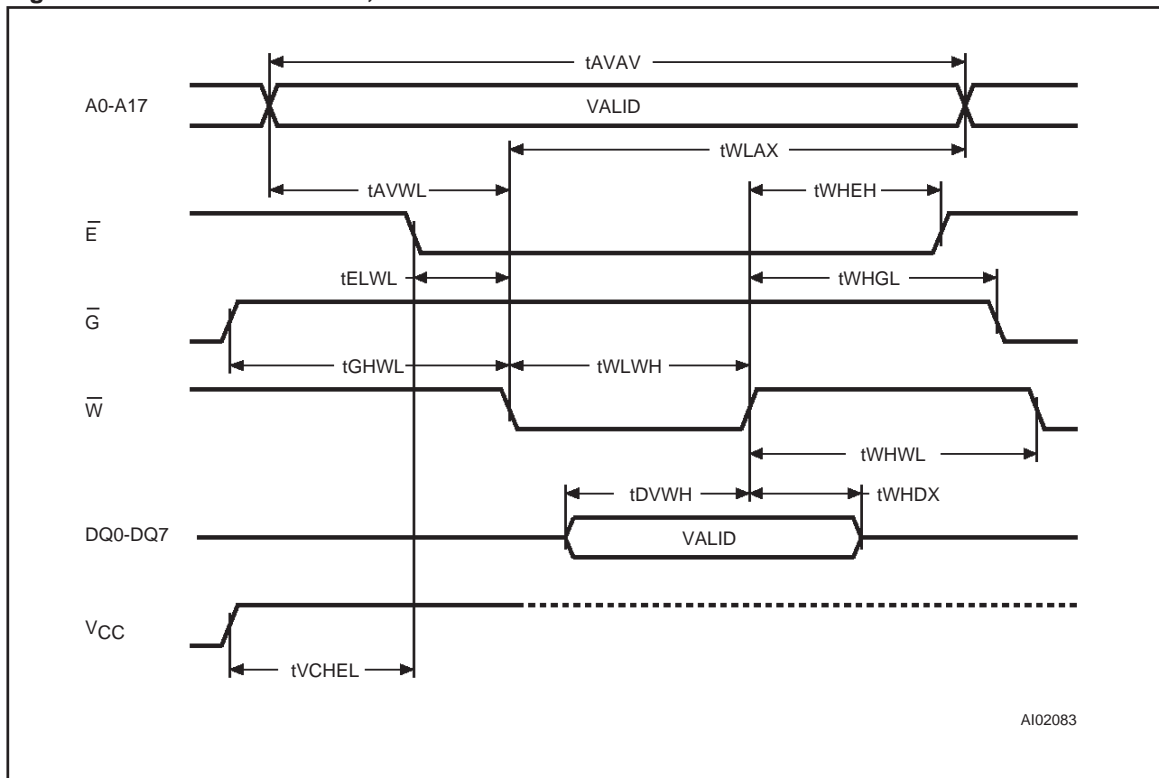 tAVAV
A0-A17
VALID
tWLAX
tAVWL
tWHEH
E
tELWL
tWHGL
G
tGHWL
tWLWH
W
tWHWL
tDVWH
tWHDX
DQ0-DQ7
VALID
VCC
tVCHEL
AI02083